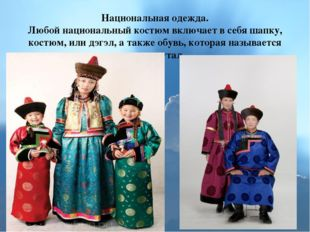 Национальная одежда.
Любой национальный костюм включает в себя шапку,
костюм, или дэгэл, а также обувь, которая называется